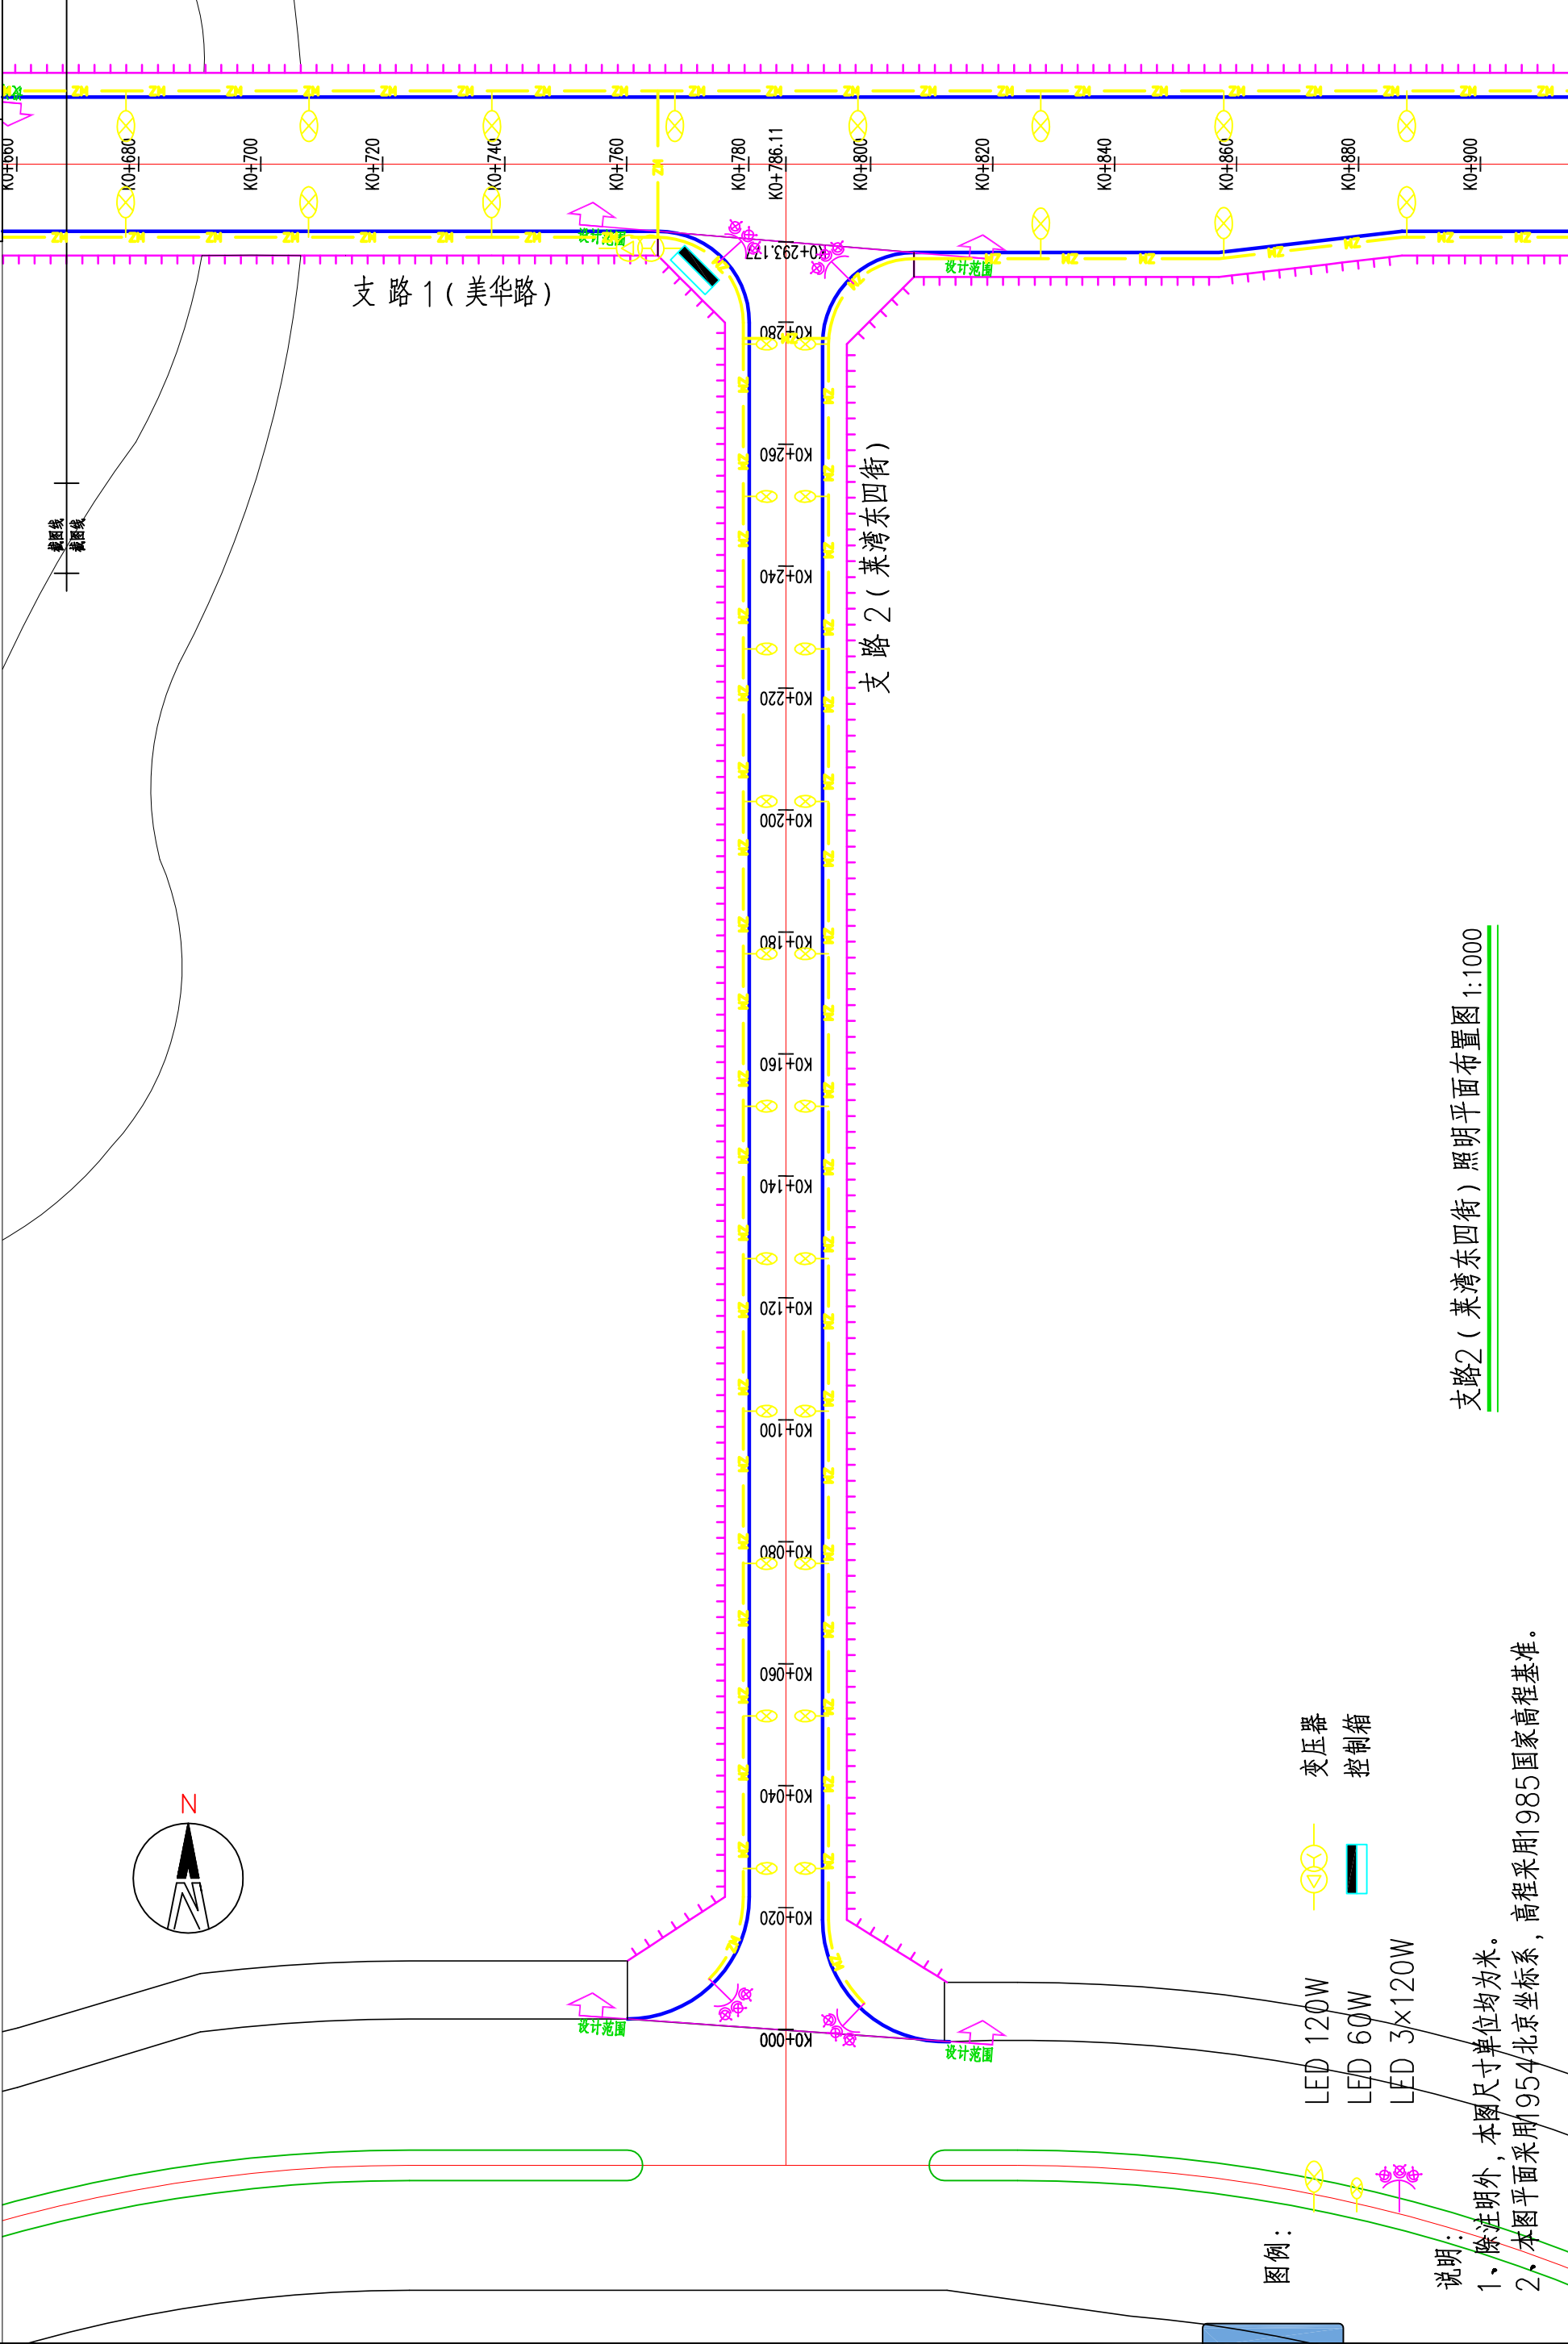 K0+660
K0+680
K0+700
K0+720
K0+740
K0+760
K0+780
K0+786.11
K0+800
K0+820
K0+840
K0+860
K0+880
K0+900
设计范围
设计范围
K0+293.177
支路1(美华路)
截图线
截图线
K0+280
K0+260
K0+240
K0+220
K0+200
K0+180
K0+160
K0+140
K0+120
K0+100
K0+080
K0+060
K0+040
K0+020
K0+000
支路2(莱湾东四街)
ZM
N
设计范围
设计范围
支路2(莱湾东四街)照明平面布置图 1:1000
图例:
LED 120W 变压器
LED 60W 控制箱
LED 3×120W
说明:
1、除注明外,本图尺寸单位均为米。
2、本图平面采用1954北京坐标系,高程采用1985国家高程基准。